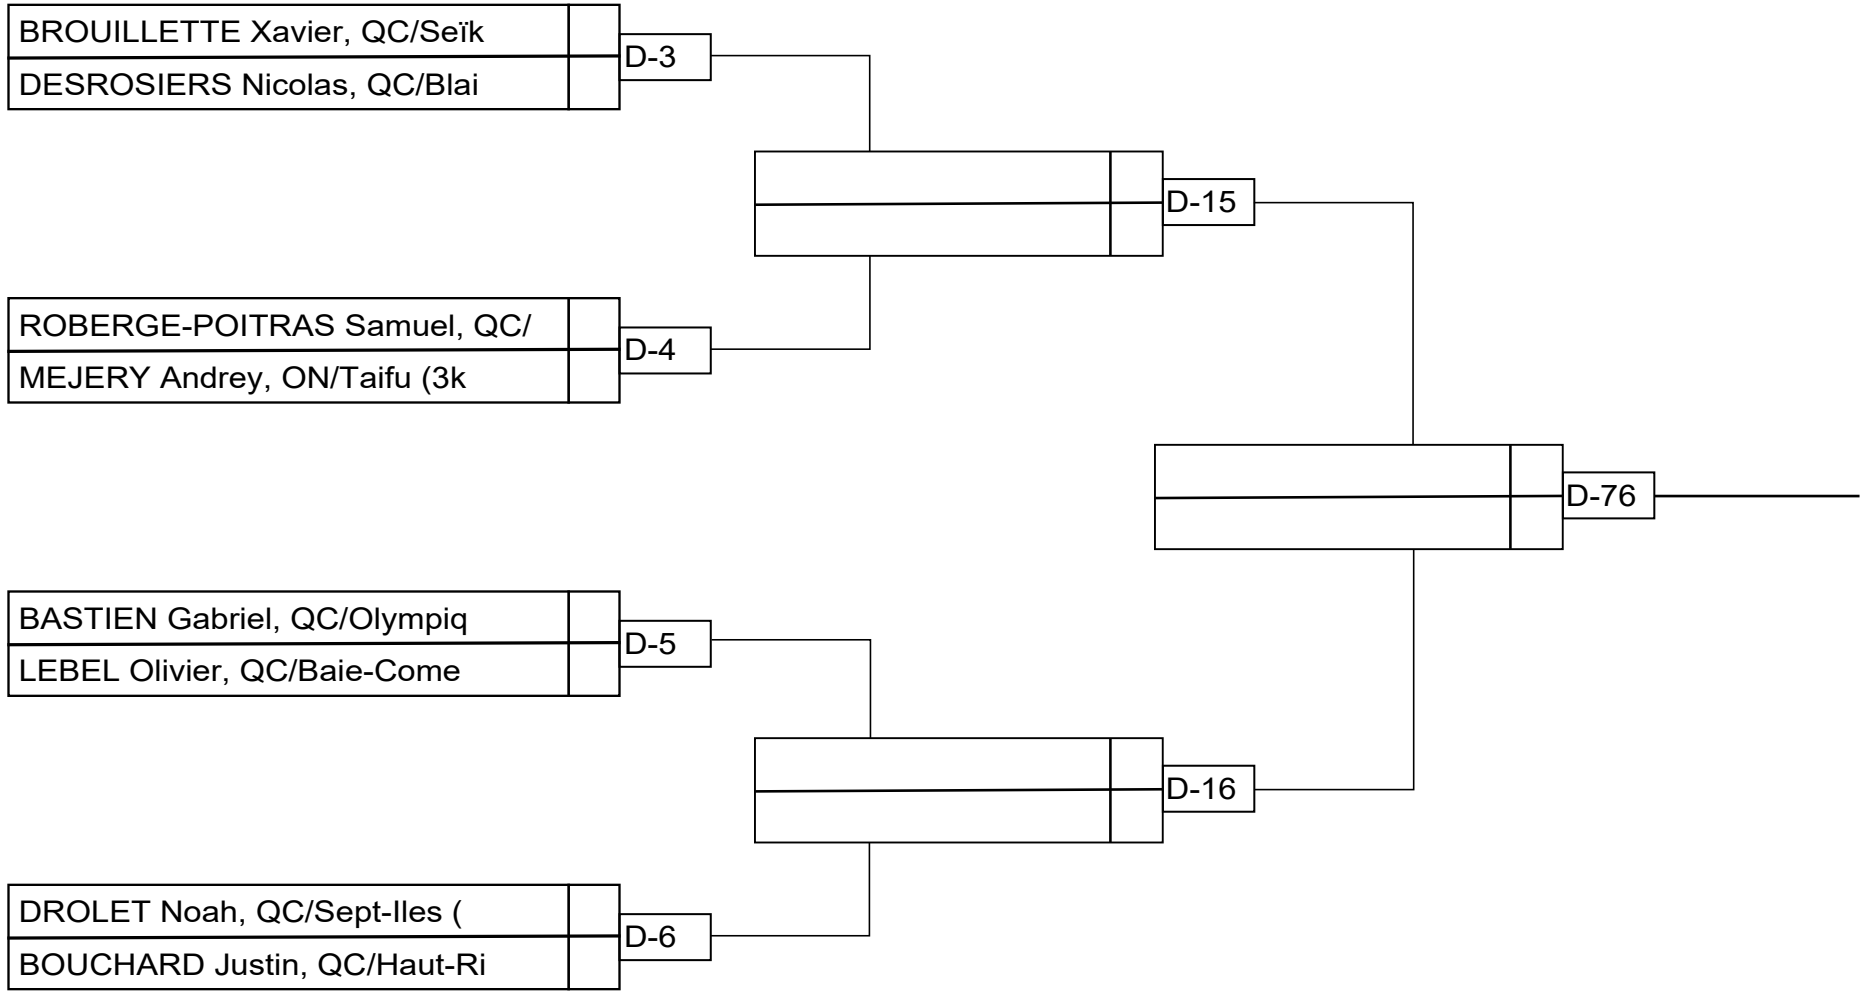 BROUILLETTE Xavier, QC/Seïk
D-3
DESROSIERS Nicolas, QC/Blai
D-15
ROBERGE-POITRAS Samuel, QC/
D-4
MEJERY Andrey, ON/Taifu (3k
D-76
BASTIEN Gabriel, QC/Olympiq
D-5
LEBEL Olivier, QC/Baie-Come
D-16
DROLET Noah, QC/Sept-Iles (
D-6
BOUCHARD Justin, QC/Haut-Ri